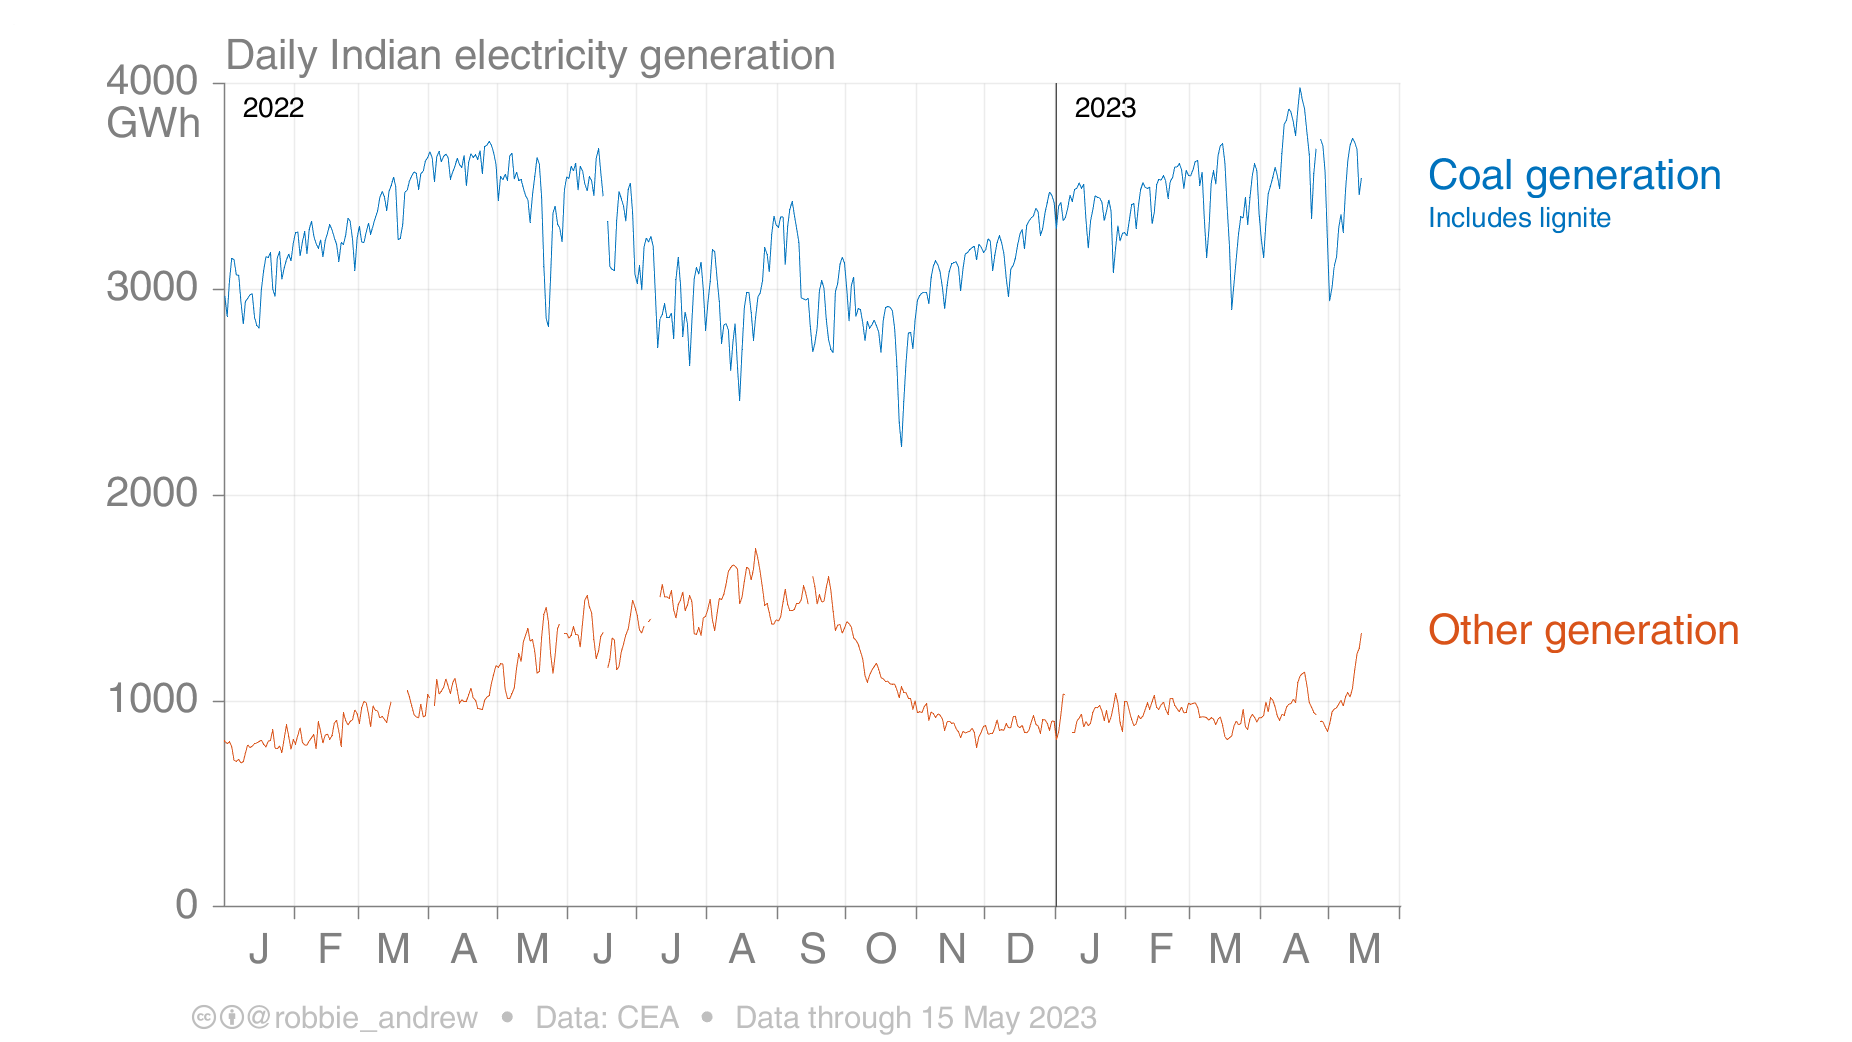 Daily Indian electricity generation
4000
GWh
2022
2023
Coal generation
Includes lignite
3000
2000
Other generation
1000
0
J F M A M J J A S O N D J F M A M
@robbie_andrew • Data: CEA • Data through 15 May 2023